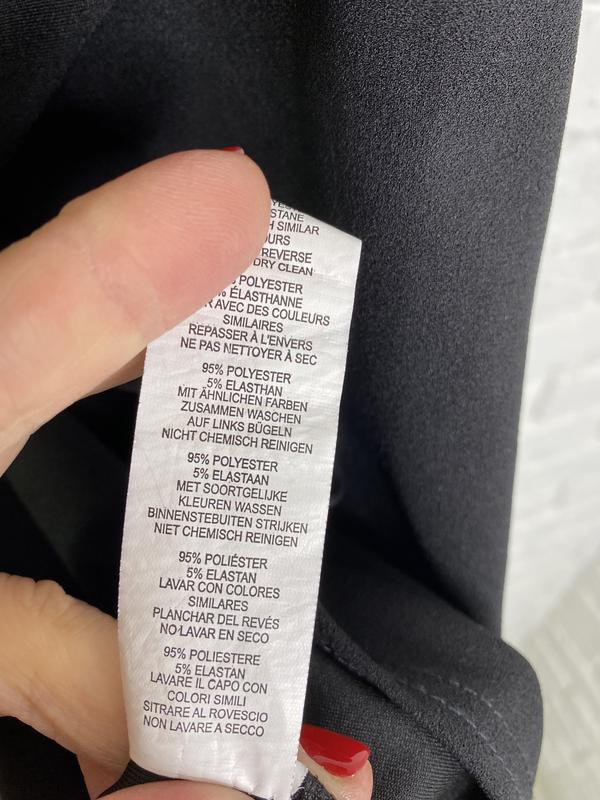 STANE
SIMILAR
REVERSE
DRY CLEAN
POLYESTER
ÉLASTHANNE
AVEC DES COULEURS
SIMILAIRES
REPASSER À L'ENVERS
NE PAS NETTOYER À SEC
95% POLYESTER
5% ELASTHAN
MIT ÄHNLICHEN FARBEN
ZUSAMMEN WASCHEN
AUF LINKS BÜGELN
NICHT CHEMISCH REINIGEN
95% POLYESTER
5% ELASTAAN
MET SOORTGELIJKE
KLEUREN WASSEN
BINNENSTEBUITEN STRIJKEN
NIET CHEMISCH REINIGEN
95% POLIÉSTER
5% ELASTAN
LAVAR CON COLORES
SIMILARES
PLANCHAR DEL REVÉS
NO LAVAR EN SECO
95% POLIESTERE
5% ELASTAN
LAVARE IL CAPO CON
COLORI SIMILI
SITRARE AL ROVESCIO
NON LAVARE A SECCO